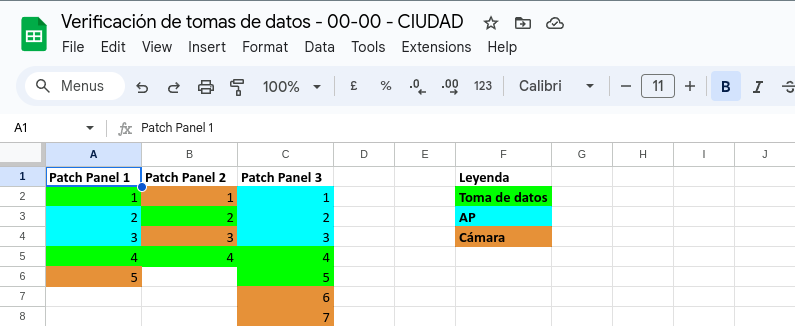 Verificación de tomas de datos - 00-00 - CIUDAD
File Edit View Insert Format Data Tools Extensions Help
Menus 100% £ % .0 .00 123 Calibri 11 B I S
A1 fx Patch Panel 1
A B C D E F G H I J
1 Patch Panel 1 Patch Panel 2 Patch Panel 3 Leyenda
2 1 1 1 Toma de datos
3 2 2 2 AP
4 3 3 3 Cámara
5 4 4 4
6 5 5
7 6
8 7